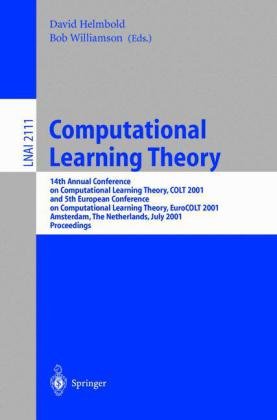 David Helmbold
Bob Williamson (Eds.)
LNAI 2111
Computational
Learning Theory
14th Annual Conference
on Computational Learning Theory, COLT 2001
and 5th European Conference
on Computational Learning Theory, EuroCOLT 2001
Amsterdam, The Netherlands, July 2001
Proceedings
Springer